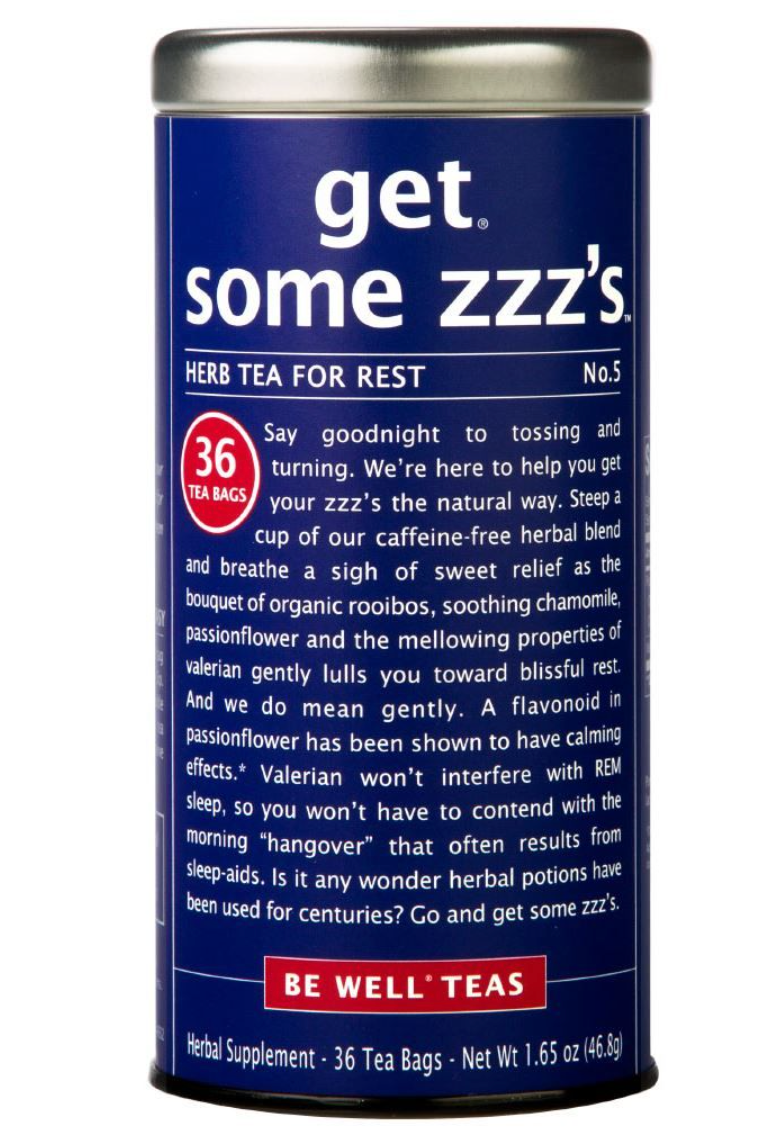 get®
some zzz's™
HERB TEA FOR REST No.5
36
TEA BAGS
Say goodnight to tossing and
turning. We're here to help you get
your zzz's the natural way. Steep a
cup of our caffeine-free herbal blend
and breathe a sigh of sweet relief as the
bouquet of organic rooibos, soothing chamomile,
passionflower and the mellowing properties of
valerian gently lulls you toward blissful rest.
And we do mean gently. A flavonoid in
passionflower has been shown to have calming
effects.* Valerian won't interfere with REM
sleep, so you won't have to contend with the
morning "hangover" that often results from
sleep-aids. Is it any wonder herbal potions have
been used for centuries? Go and get some zzz's.
BE WELL® TEAS
Herbal Supplement - 36 Tea Bags - Net Wt 1.65 oz (46.8g)